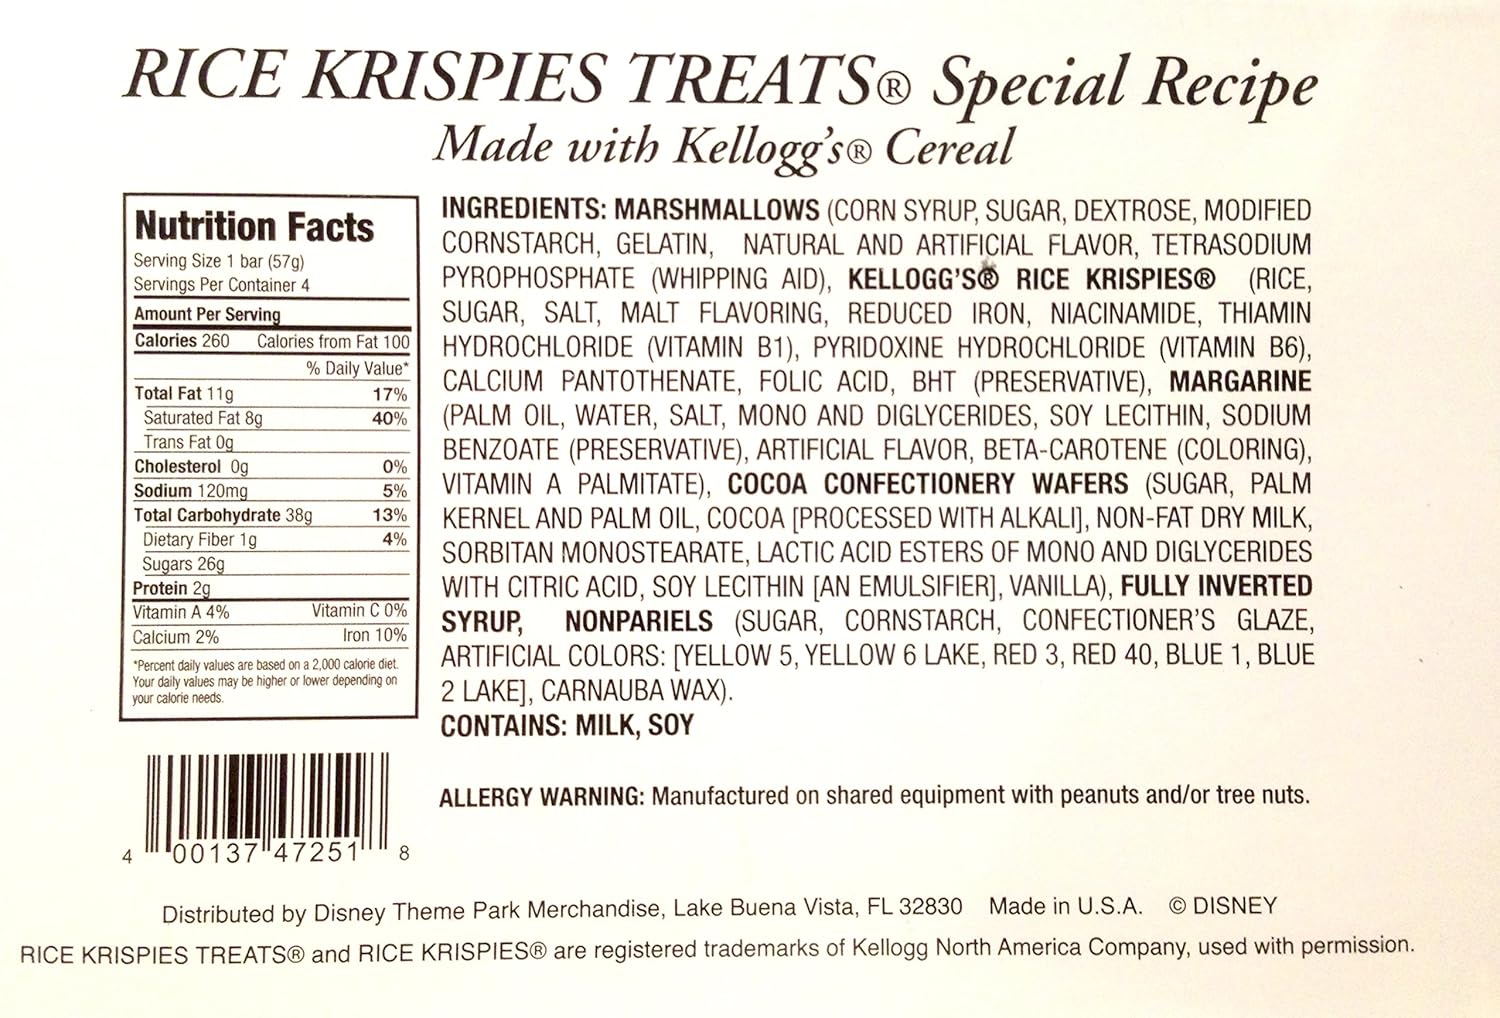 RICE KRISPIES TREATS® Special Recipe
Made with Kellogg's® Cereal
Nutrition Facts
Serving Size 1 bar (57g)
Servings Per Container 4
Amount Per Serving
Calories 260 Calories from Fat 100
% Daily Value*
Total Fat 11g 17%
Saturated Fat 8g 40%
Trans Fat 0g
Cholesterol 0g 0%
Sodium 120mg 5%
Total Carbohydrate 38g 13%
Dietary Fiber 1g 4%
Sugars 26g
Protein 2g
Vitamin A 4% Vitamin C 0%
Calcium 2% Iron 10%
*Percent daily values are based on a 2,000 calorie diet.
Your daily values may be higher or lower depending on
your calorie needs.
INGREDIENTS: MARSHMALLOWS (CORN SYRUP, SUGAR, DEXTROSE, MODIFIED
CORNSTARCH, GELATIN, NATURAL AND ARTIFICIAL FLAVOR, TETRASODIUM
PYROPHOSPHATE (WHIPPING AID), KELLOGG'S® RICE KRISPIES® (RICE,
SUGAR, SALT, MALT FLAVORING, REDUCED IRON, NIACINAMIDE, THIAMIN
HYDROCHLORIDE (VITAMIN B1), PYRIDOXINE HYDROCHLORIDE (VITAMIN B6),
CALCIUM PANTOTHENATE, FOLIC ACID, BHT (PRESERVATIVE), MARGARINE
(PALM OIL, WATER, SALT, MONO AND DIGLYCERIDES, SOY LECITHIN, SODIUM
BENZOATE (PRESERVATIVE), ARTIFICIAL FLAVOR, BETA-CAROTENE (COLORING),
VITAMIN A PALMITATE), COCOA CONFECTIONERY WAFERS (SUGAR, PALM
KERNEL AND PALM OIL, COCOA [PROCESSED WITH ALKALI], NON-FAT DRY MILK,
SORBITAN MONOSTEARATE, LACTIC ACID ESTERS OF MONO AND DIGLYCERIDES
WITH CITRIC ACID, SOY LECITHIN [AN EMULSIFIER], VANILLA), FULLY INVERTED
SYRUP, NONPARIELS (SUGAR, CORNSTARCH, CONFECTIONER'S GLAZE,
ARTIFICIAL COLORS: [YELLOW 5, YELLOW 6 LAKE, RED 3, RED 40, BLUE 1, BLUE
2 LAKE], CARNAUBA WAX).
CONTAINS: MILK, SOY
ALLERGY WARNING: Manufactured on shared equipment with peanuts and/or tree nuts.
4 00137 47251 8
Distributed by Disney Theme Park Merchandise, Lake Buena Vista, FL 32830 Made in U.S.A. © DISNEY
RICE KRISPIES TREATS® and RICE KRISPIES® are registered trademarks of Kellogg North America Company, used with permission.